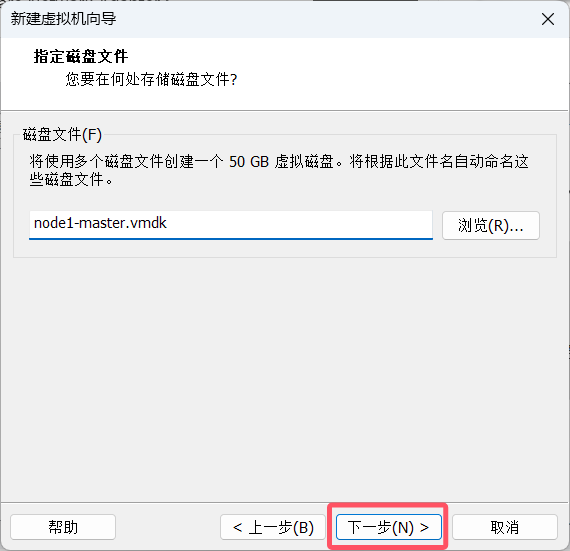 新建虚拟机向导
指定磁盘文件
您要在何处存储磁盘文件?
磁盘文件(F)
将使用多个磁盘文件创建一个 50 GB 虚拟磁盘。将根据此文件名自动命名这
些磁盘文件。
node1-master.vmdk
浏览(R)...
帮助
< 上一步(B)
下一步(N) >
取消